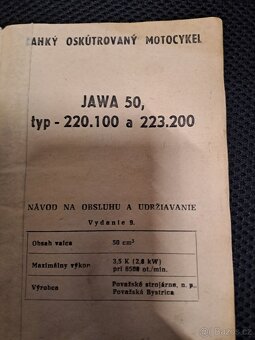 ĽAHKÝ OSKÚTROVANÝ MOTOCYKEL
JAWA 50,
typ - 220.100 a 223.200
NÁVOD NA OBSLUHU A UDRŽIAVANIE
Vydanie 9.
Obsah valca 50 cm³
Maximálny výkon 3,5 K (2,6 kW)
pri 6500 ot./min.
Výrobca Považské strojárne, n. p.,
Považská Bystrica